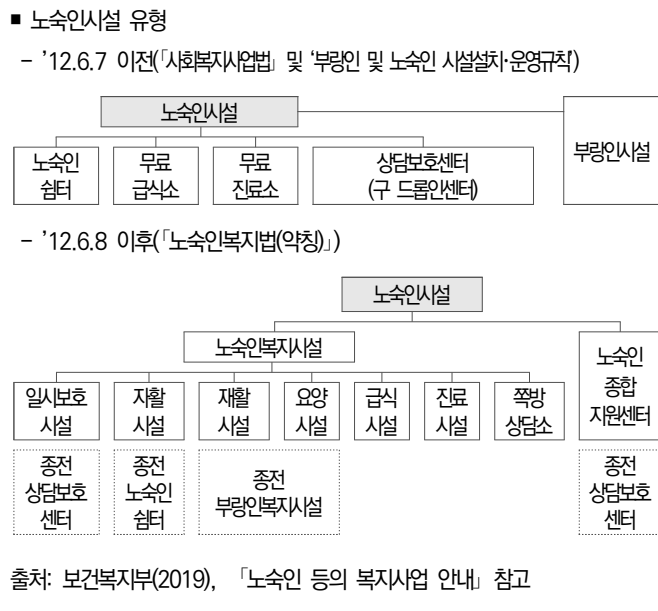 ■ 노숙인시설 유형
- ’12.6.7 이전(「사회복지사업법」 및 ‘부랑인 및 노숙인 시설설치·운영규칙’)
노숙인시설
부랑인시설
노숙인
쉼터
무료
급식소
무료
진료소
상담보호센터
(구 드롭인센터)
- ’12.6.8 이후(「노숙인복지법(약칭)」)
노숙인시설
노숙인복지시설
노숙인
종합
지원센터
일시보호
시설
자활
시설
재활
시설
요양
시설
급식
시설
진료
시설
쪽방
상담소
종전
상담보호
센터
종전
노숙인
쉼터
종전
부랑인복지시설
종전
상담보호
센터
출처: 보건복지부(2019), 「노숙인 등의 복지사업 안내」 참고